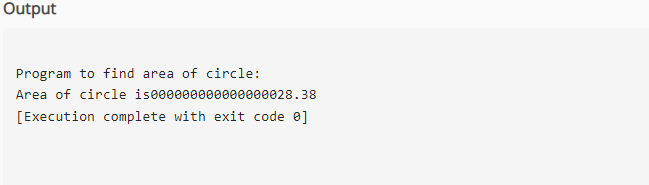 Output
Program to find area of circle:
Area of circle is000000000000000028.38
[Execution complete with exit code 0]